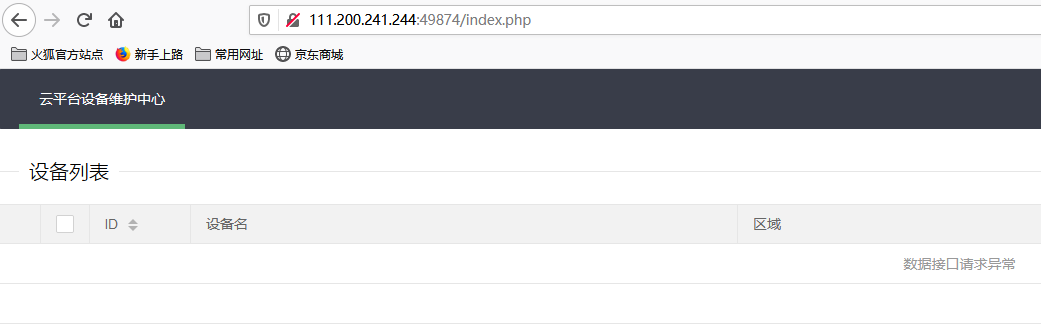 111.200.241.244:49874/index.php
火狐官方站点 新手上路 常用网址 京东商城
云平台设备维护中心
设备列表
ID 设备名 区域
数据接口请求异常